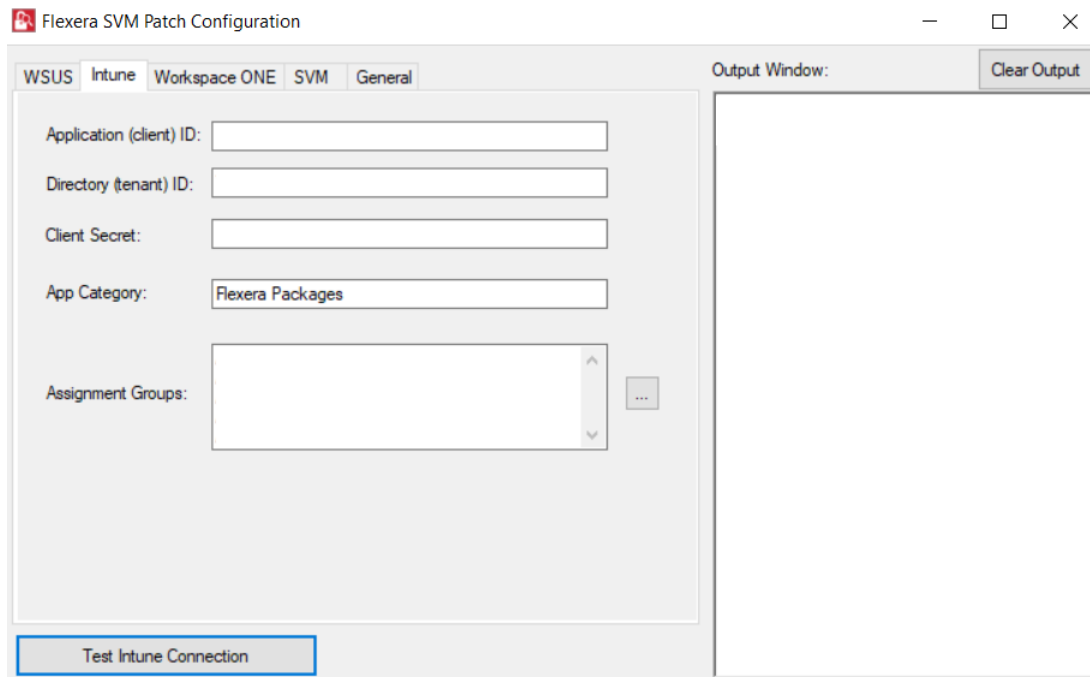 Flexera SVM Patch Configuration
WSUS Intune Workspace ONE SVM General
Output Window: Clear Output
Application (client) ID:
Directory (tenant) ID:
Client Secret:
App Category: Flexera Packages
Assignment Groups: ...
Test Intune Connection